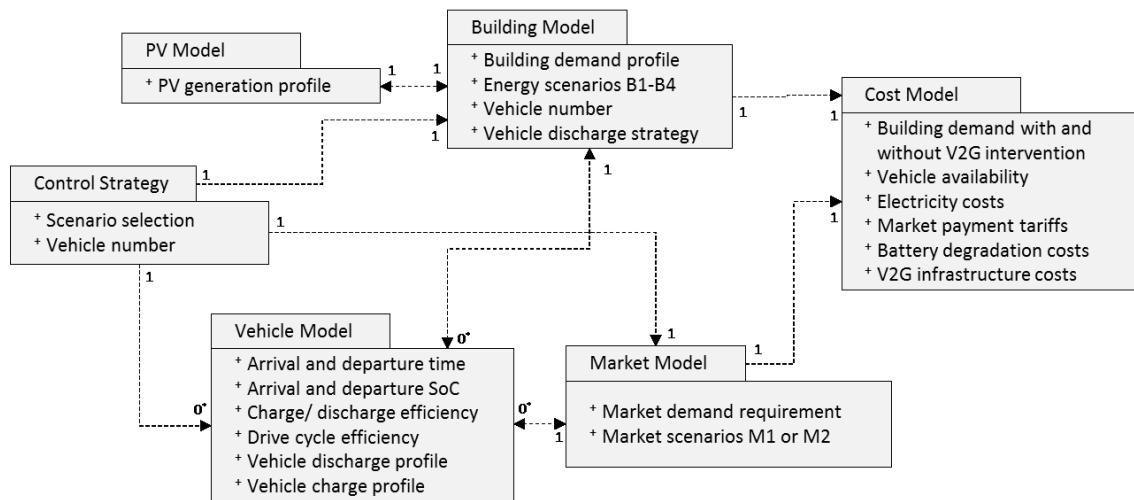 PV Model
+ PV generation profile
Building Model
+ Building demand profile
+ Energy scenarios B1-B4
+ Vehicle number
+ Vehicle discharge strategy
Cost Model
+ Building demand with and
without V2G intervention
+ Vehicle availability
+ Electricity costs
+ Market payment tariffs
+ Battery degradation costs
+ V2G infrastructure costs
Control Strategy
+ Scenario selection
+ Vehicle number
Vehicle Model
+ Arrival and departure time
+ Arrival and departure SoC
+ Charge/ discharge efficiency
+ Drive cycle efficiency
+ Vehicle discharge profile
+ Vehicle charge profile
Market Model
+ Market demand requirement
+ Market scenarios M1 or M2
1
1
1
1
1
1
1
1
1
1
0*
0*
0*
1
1
1